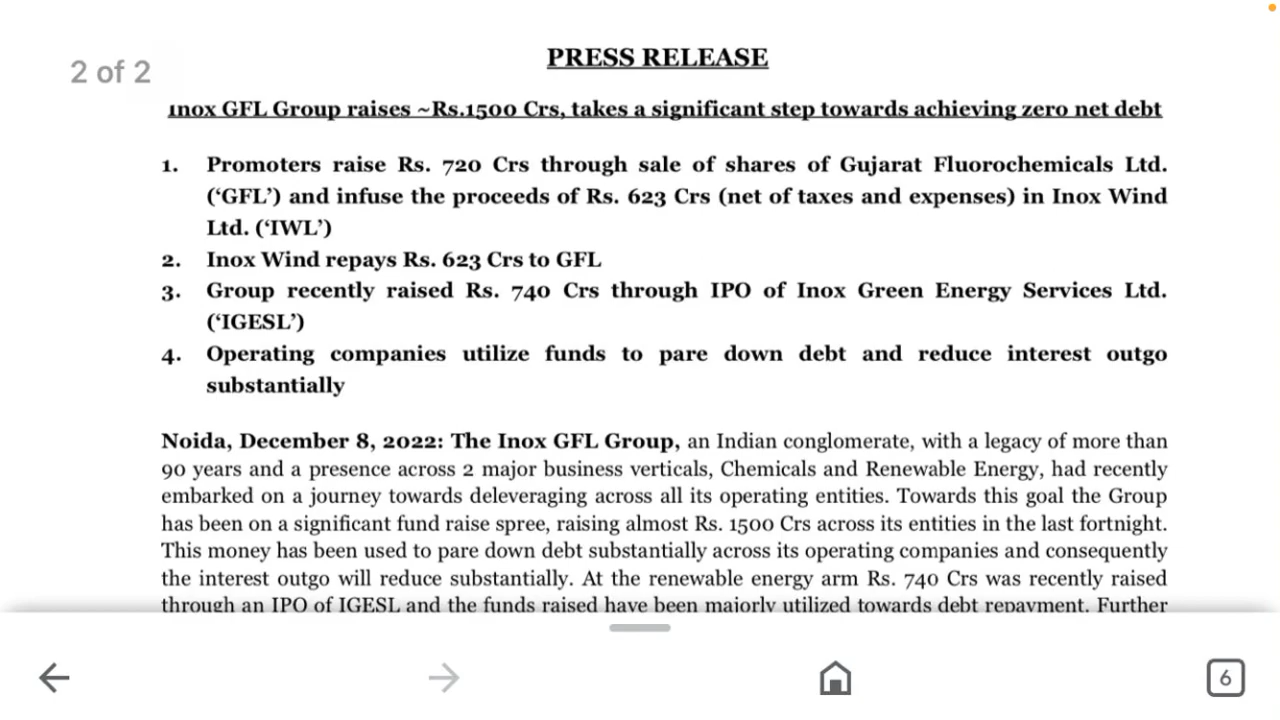 2 of 2
PRESS RELEASE
Inox GFL Group raises ~Rs.1500 Crs, takes a significant step towards achieving zero net debt
1. Promoters raise Rs. 720 Crs through sale of shares of Gujarat Fluorochemicals Ltd.
(‘GFL’) and infuse the proceeds of Rs. 623 Crs (net of taxes and expenses) in Inox Wind
Ltd. (‘IWL’)
2. Inox Wind repays Rs. 623 Crs to GFL
3. Group recently raised Rs. 740 Crs through IPO of Inox Green Energy Services Ltd.
(‘IGESL’)
4. Operating companies utilize funds to pare down debt and reduce interest outgo
substantially
Noida, December 8, 2022: The Inox GFL Group, an Indian conglomerate, with a legacy of more than
90 years and a presence across 2 major business verticals, Chemicals and Renewable Energy, had recently
embarked on a journey towards deleveraging across all its operating entities. Towards this goal the Group
has been on a significant fund raise spree, raising almost Rs. 1500 Crs across its entities in the last fortnight.
This money has been used to pare down debt substantially across its operating companies and consequently
the interest outgo will reduce substantially. At the renewable energy arm Rs. 740 Crs was recently raised
through an IPO of IGESL and the funds raised have been majorly utilized towards debt repayment. Further
6